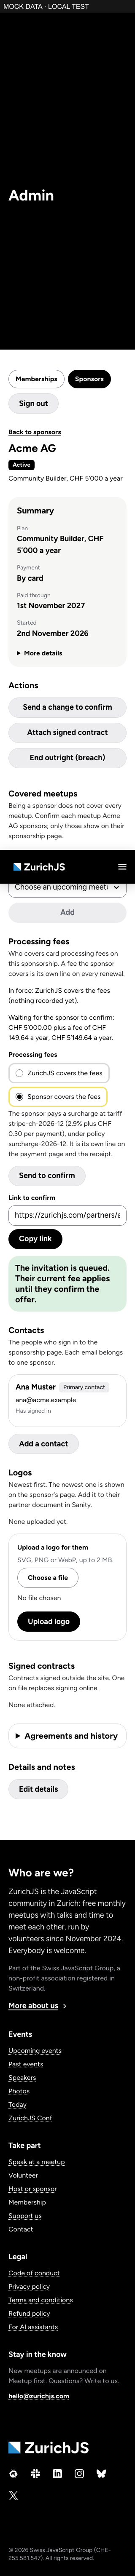 MOCK DATA · LOCAL TEST
Admin
Memberships
Sponsors
Sign out
Back to sponsors
Acme AG
Active
Community Builder, CHF 5’000 a year
Summary
Plan
Community Builder, CHF
5’000 a year
Payment
By card
Paid through
1st November 2027
Started
2nd November 2026
More details
Actions
Send a change to confirm
Attach signed contract
End outright (breach)
Covered meetups
Being a sponsor does not cover every
meetup. Confirm each meetup Acme
AG sponsors; only those show on their
sponsorship page.
ZurichJS
Choose an upcoming meeti
Add
Processing fees
Who covers card processing fees on
this sponsorship. A fee the sponsor
covers is its own line on every renewal.
In force: ZurichJS covers the fees
(nothing recorded yet).
Waiting for the sponsor to confirm:
CHF 5’000.00 plus a fee of CHF
149.64 a year, CHF 5’149.64 a year.
Processing fees
ZurichJS covers the fees
Sponsor covers the fees
The gross-up is estimated at tariff
stripe-ch-2026-12 (2.9% plus CHF
0.30 per payment), under policy
surcharge-2026-12. It is its own line on
the payment page and the receipt.
Send to confirm
Link to confirm
https://zurichjs.com/partners/a
Copy link
The invitation is queued.
Their current fee applies
until they confirm the
offer.
Contacts
The people who sign in to the
sponsorship page. Each email belongs
to one sponsor.
Ana Muster
Primary contact
ana@acme.example
Has signed in
Add a contact
Logos
Newest first. The newest one is shown
on the sponsor's page. Add it to their
partner document in Sanity.
None uploaded yet.
Upload a logo for them
SVG, PNG or WebP, up to 2 MB.
Choose a file
No file chosen
Upload logo
Signed contracts
Contracts signed outside the site. One
on file replaces signing online.
None attached.
Agreements and history
Details and notes
Edit details
Who are we?
ZurichJS is the JavaScript
community in Zurich: free monthly
meetups with talks and time to
meet each other, run by
volunteers since November 2024.
Everybody is welcome.
Part of the Swiss JavaScript Group, a
non-profit association registered in
Switzerland.
More about us
Events
Upcoming events
Past events
Speakers
Photos
Today
ZurichJS Conf
Take part
Speak at a meetup
Volunteer
Host or sponsor
Membership
Support us
Contact
Legal
Code of conduct
Privacy policy
Terms and conditions
Refund policy
For AI assistants
Stay in the know
New meetups are announced on
Meetup first. Questions? Write to us.
hello@zurichjs.com
ZurichJS
© 2026 Swiss JavaScript Group (CHE-
255.581.547). All rights reserved.